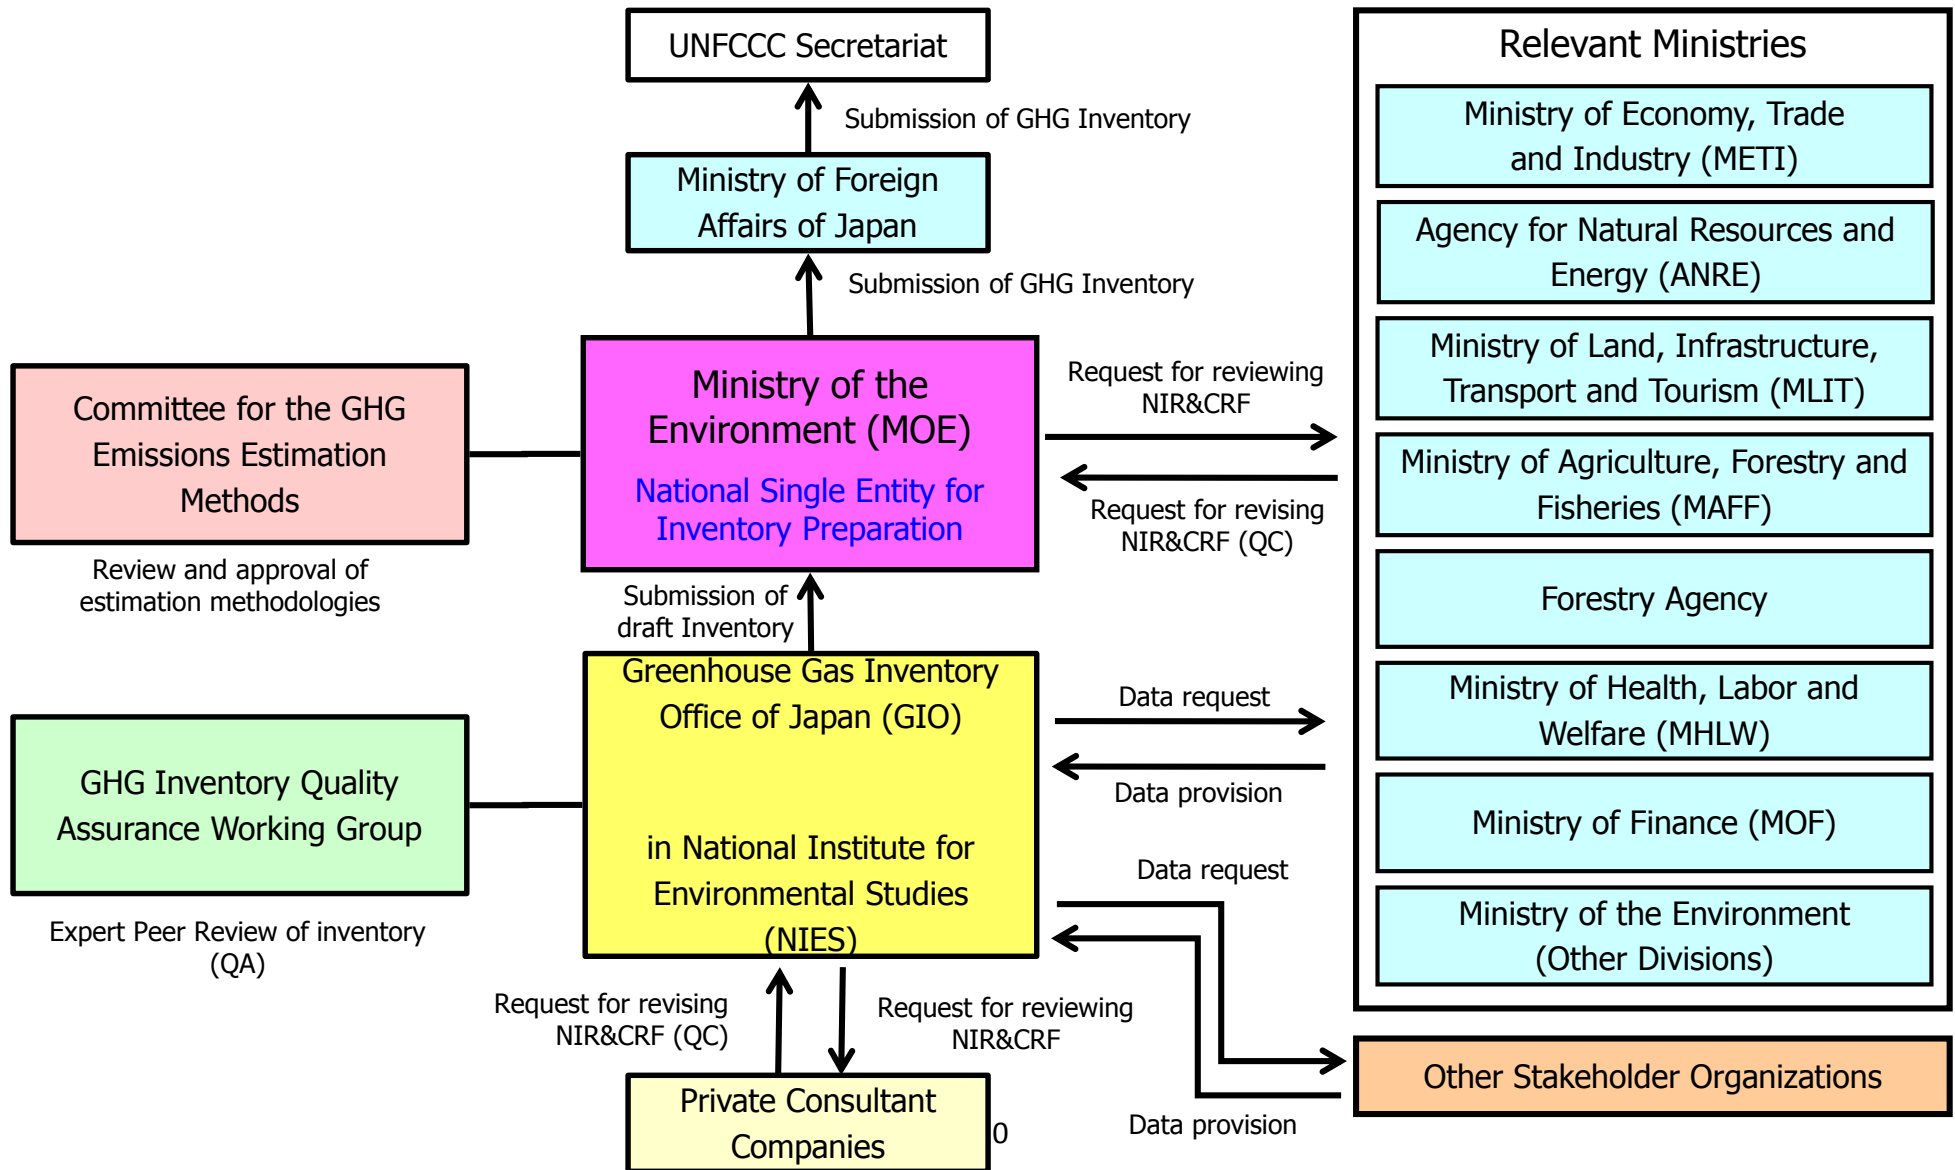 UNFCCC Secretariat
Submission of GHG Inventory
Ministry of Foreign
Affairs of Japan
Submission of GHG Inventory
Ministry of the
Environment (MOE)
National Single Entity for
Inventory Preparation
Committee for the GHG
Emissions Estimation
Methods
Review and approval of
estimation methodologies
Request for reviewing
NIR&CRF
Request for revising
NIR&CRF (QC)
Submission of
draft Inventory
Greenhouse Gas Inventory
Office of Japan (GIO)
in National Institute for
Environmental Studies
(NIES)
GHG Inventory Quality
Assurance Working Group
Expert Peer Review of inventory
(QA)
Data request
Data provision
Data request
Data provision
Request for revising
NIR&CRF (QC)
Request for reviewing
NIR&CRF
Private Consultant
Companies
0
Relevant Ministries
Ministry of Economy, Trade
and Industry (METI)
Agency for Natural Resources and
Energy (ANRE)
Ministry of Land, Infrastructure,
Transport and Tourism (MLIT)
Ministry of Agriculture, Forestry and
Fisheries (MAFF)
Forestry Agency
Ministry of Health, Labor and
Welfare (MHLW)
Ministry of Finance (MOF)
Ministry of the Environment
(Other Divisions)
Other Stakeholder Organizations